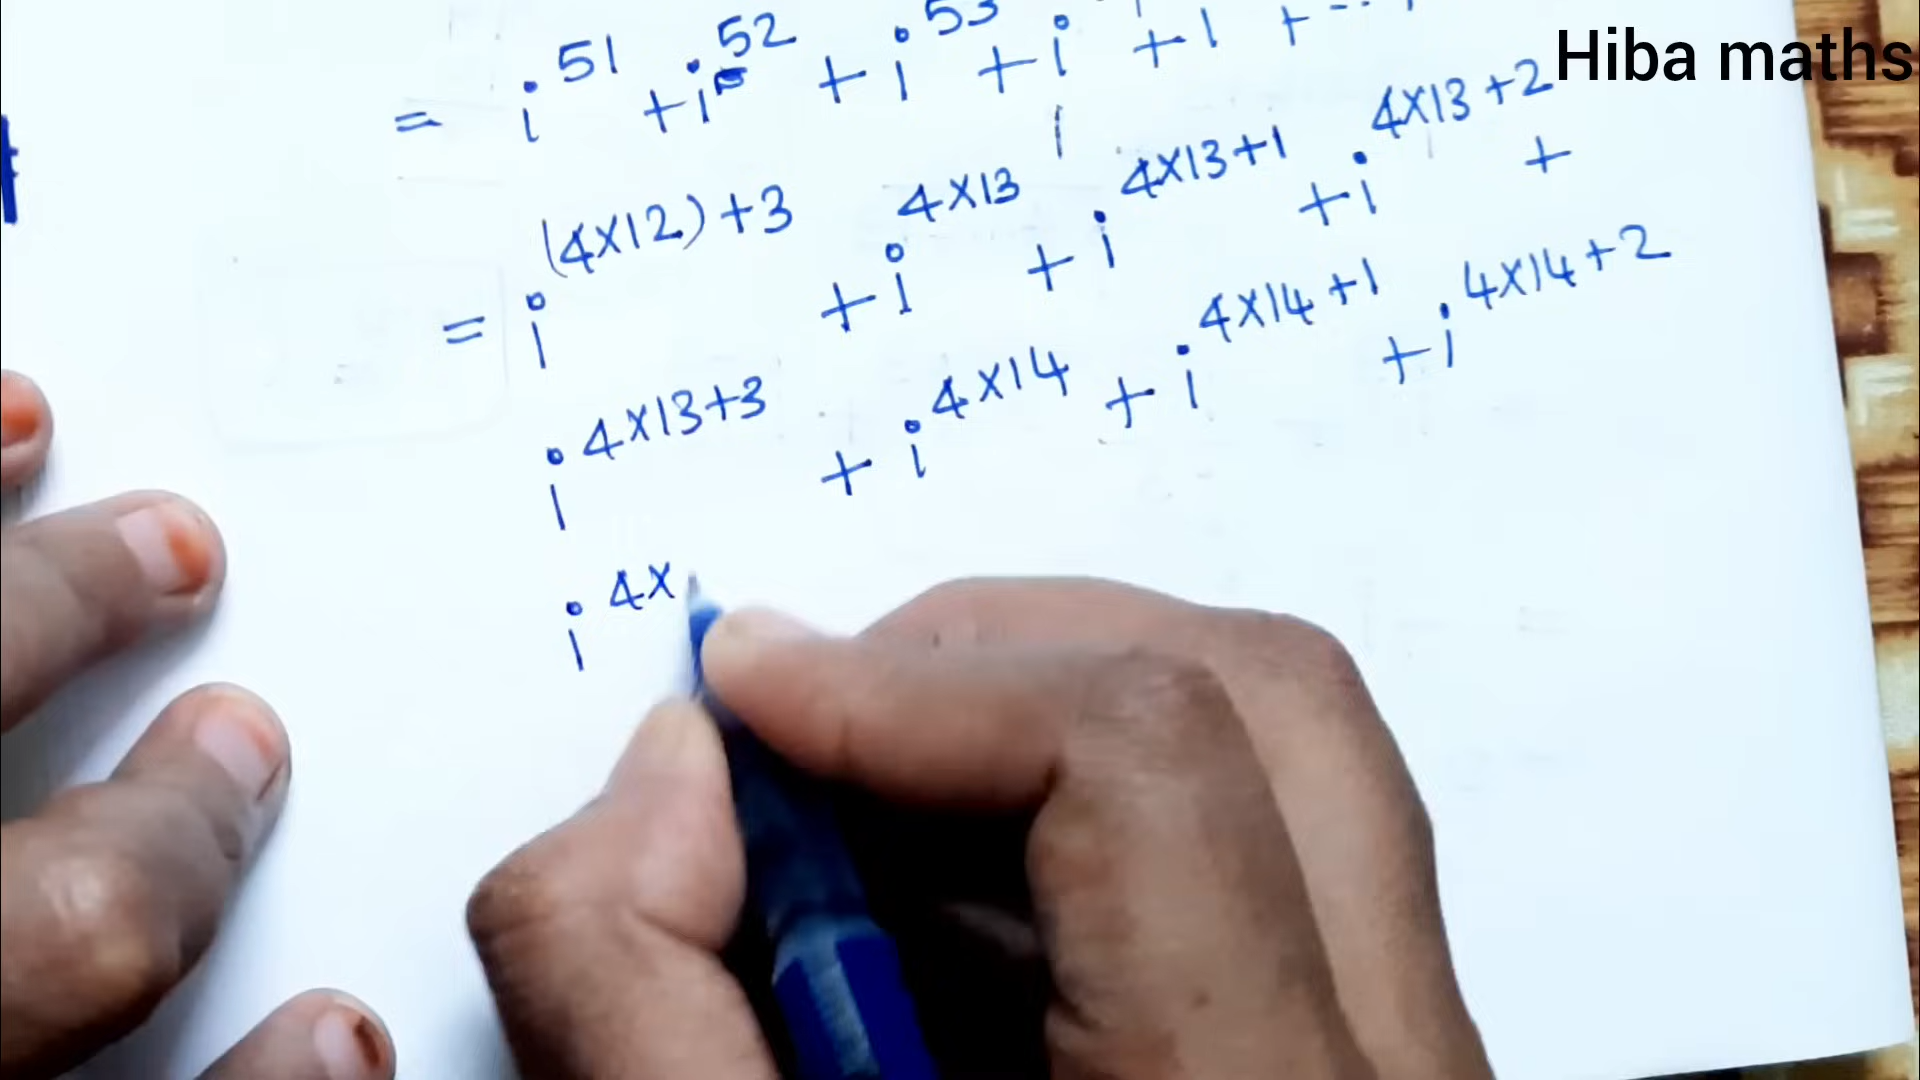 Hiba maths
= i^51 + i^52 + i^53 + i + 1 + ---
= i^(4×12)+3 + i^4×13 + i^4×13+1 + i^4×13+2 +
i^4×13+3 + i^4×14 + i^4×14+1 + i^4×14+2
i^4×